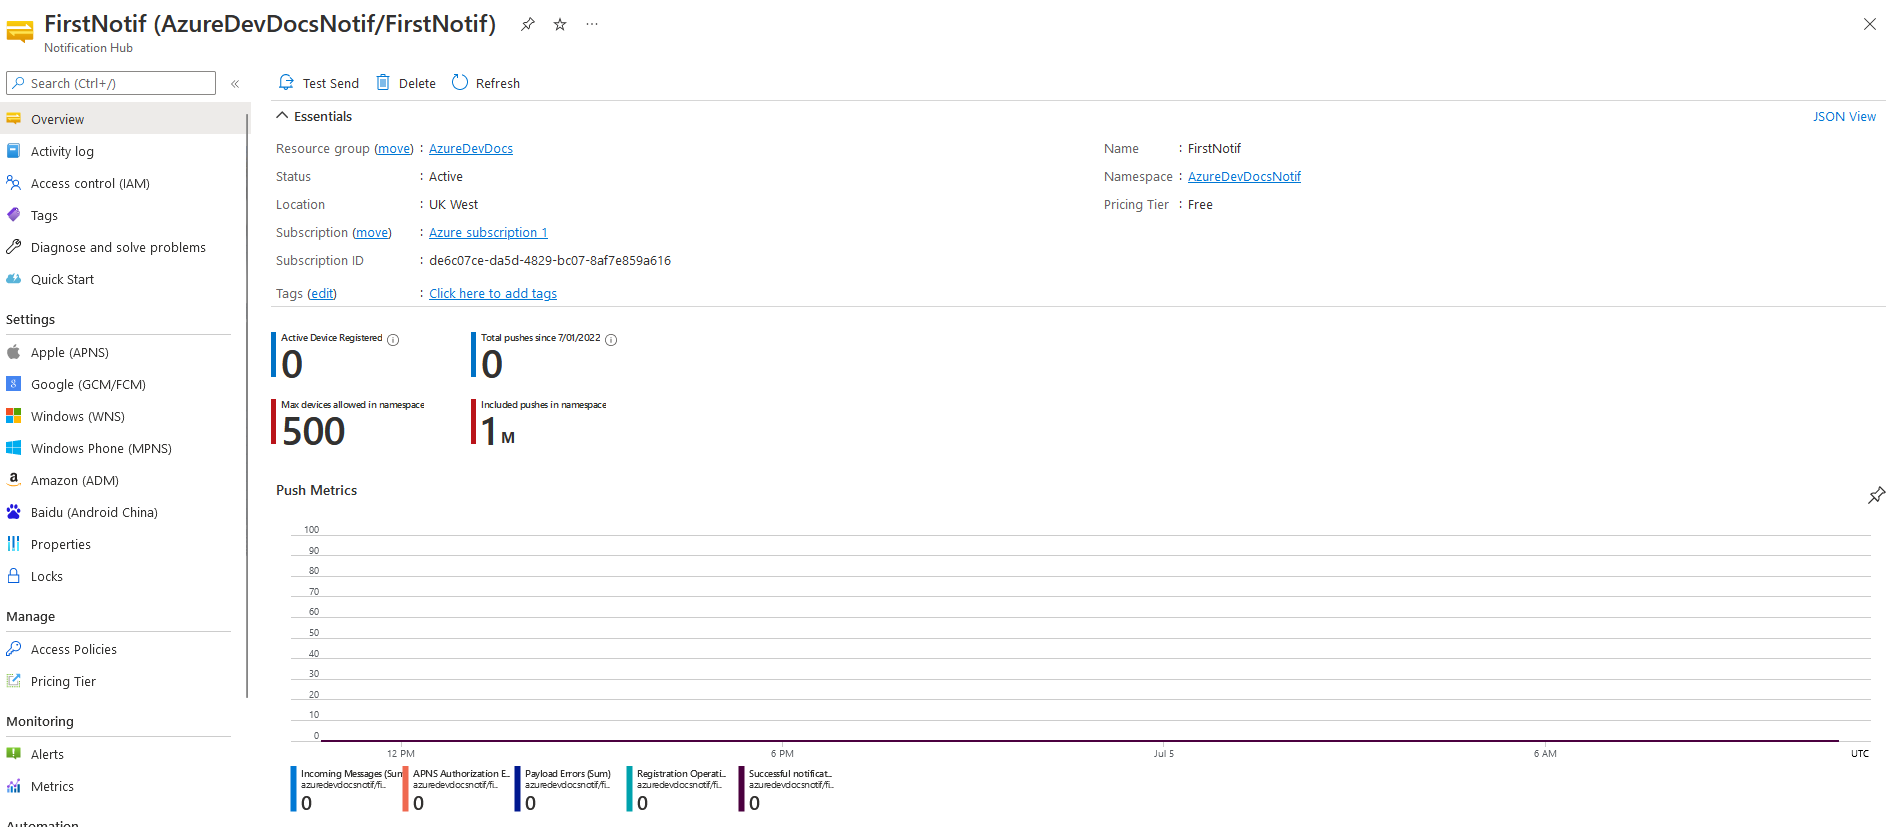 FirstNotif (AzureDevDocsNotif/FirstNotif)
Notification Hub
Search (Ctrl+/)
Overview
Activity log
Access control (IAM)
Tags
Diagnose and solve problems
Quick Start
Settings
Apple (APNS)
Google (GCM/FCM)
Windows (WNS)
Windows Phone (MPNS)
Amazon (ADM)
Baidu (Android China)
Properties
Locks
Manage
Access Policies
Pricing Tier
Monitoring
Alerts
Metrics
Automation
Test Send Delete Refresh
Essentials
JSON View
Resource group (move) : AzureDevDocs
Status : Active
Location : UK West
Subscription (move) : Azure subscription 1
Subscription ID : de6c07ce-da5d-4829-bc07-8af7e859a616
Tags (edit) : Click here to add tags
Name : FirstNotif
Namespace : AzureDevDocsNotif
Pricing Tier : Free
Active Device Registered
0
Total pushes since 7/01/2022
0
Max devices allowed in namespace
500
Included pushes in namespace
1 M
Push Metrics
100
90
80
70
60
50
40
30
20
10
0
12 PM 6 PM Jul 5 6 AM UTC
Incoming Messages (Sum
azuredevdocsnotif/fi...
0
APNS Authorization E...
azuredevdocsnotif/fi...
0
Payload Errors (Sum)
azuredevdocsnotif/fi...
0
Registration Operati...
azuredevdocsnotif/fi...
0
Successful notificat...
azuredevdocsnotif/fi...
0